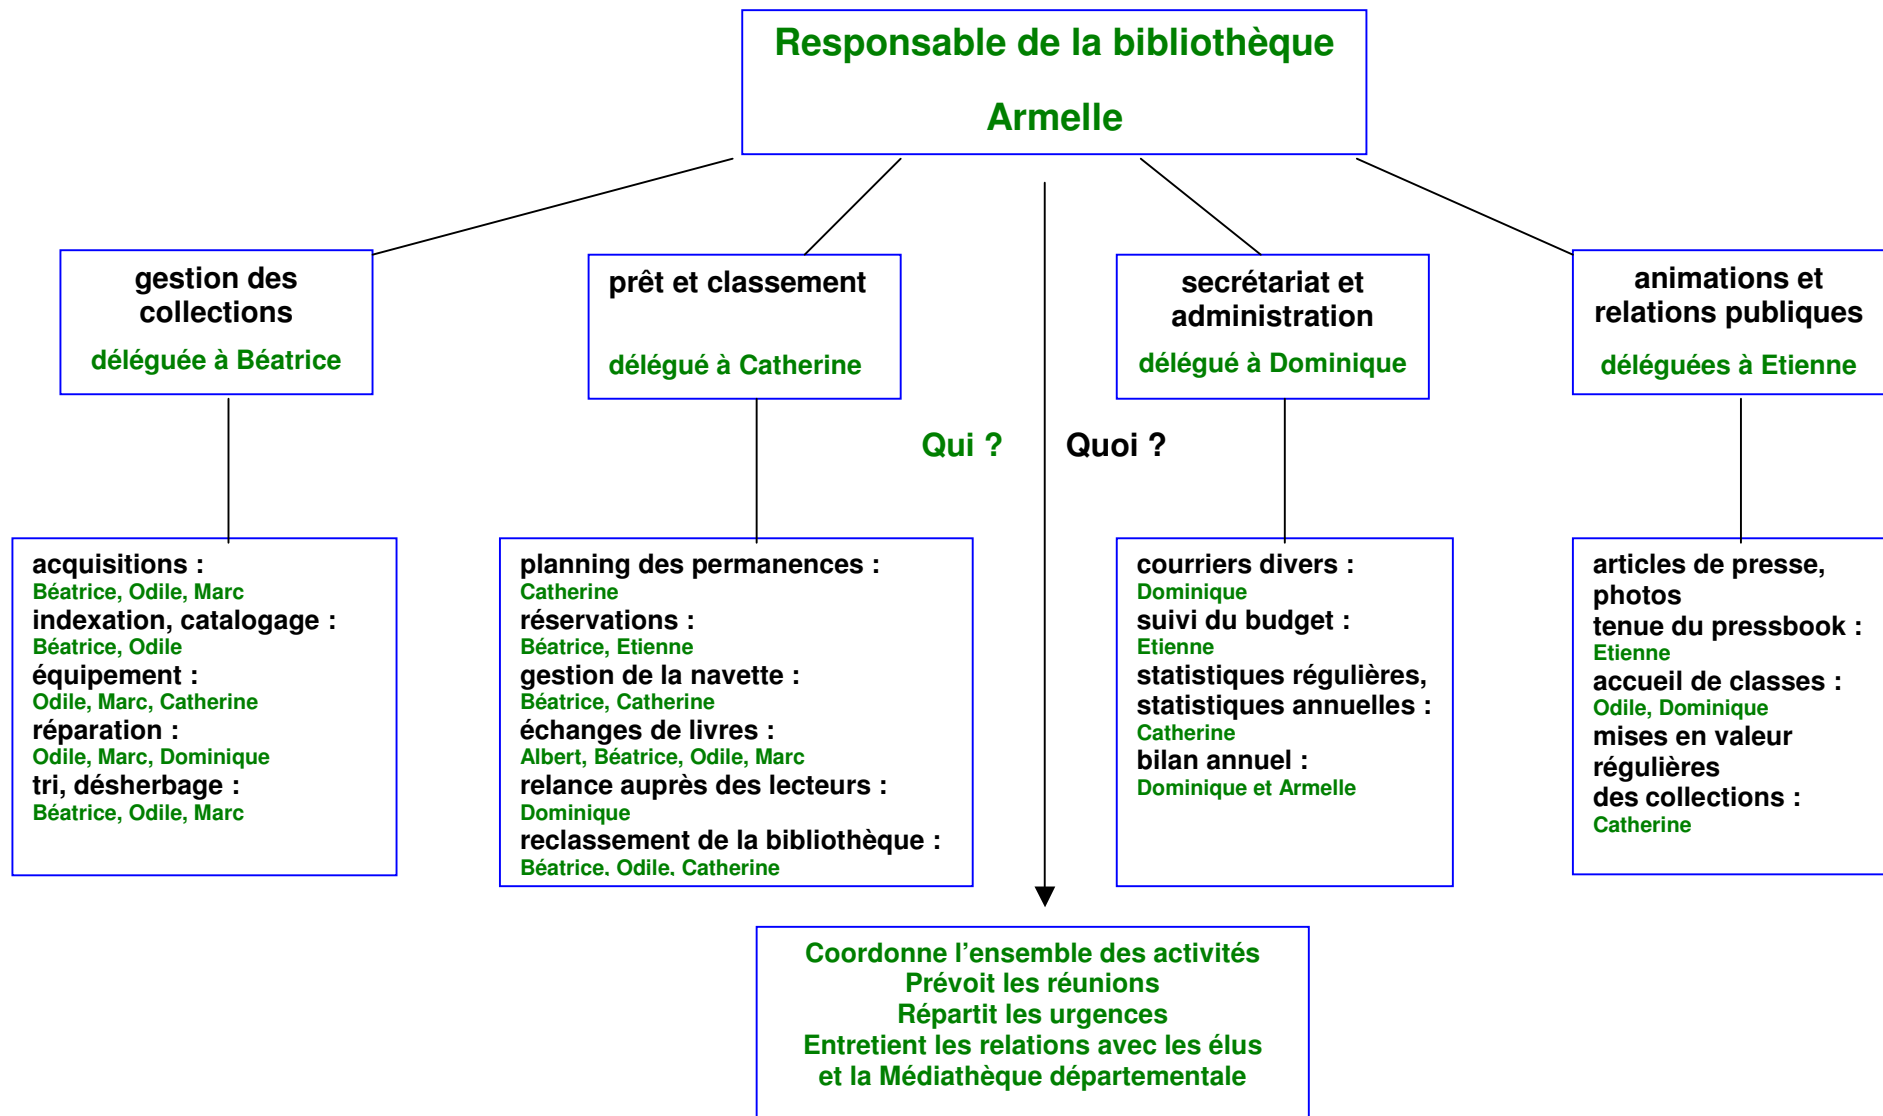 Responsable de la bibliothèque
Armelle
gestion des
collections
déléguée à Béatrice
prêt et classement
délégué à Catherine
secrétariat et
administration
délégué à Dominique
animations et
relations publiques
déléguées à Etienne
Qui ?
Quoi ?
acquisitions :
Béatrice, Odile, Marc
indexation, catalogage :
Béatrice, Odile
équipement :
Odile, Marc, Catherine
réparation :
Odile, Marc, Dominique
tri, désherbage :
Béatrice, Odile, Marc
planning des permanences :
Catherine
réservations :
Béatrice, Etienne
gestion de la navette :
Béatrice, Catherine
échanges de livres :
Albert, Béatrice, Odile, Marc
relance auprès des lecteurs :
Dominique
reclassement de la bibliothèque :
Béatrice, Odile, Catherine
courriers divers :
Dominique
suivi du budget :
Etienne
statistiques régulières,
statistiques annuelles :
Catherine
bilan annuel :
Dominique et Armelle
articles de presse,
photos
tenue du pressbook :
Etienne
accueil de classes :
Odile, Dominique
mises en valeur
régulières
des collections :
Catherine
Coordonne l'ensemble des activités
Prévoit les réunions
Répartit les urgences
Entretient les relations avec les élus
et la Médiathèque départementale